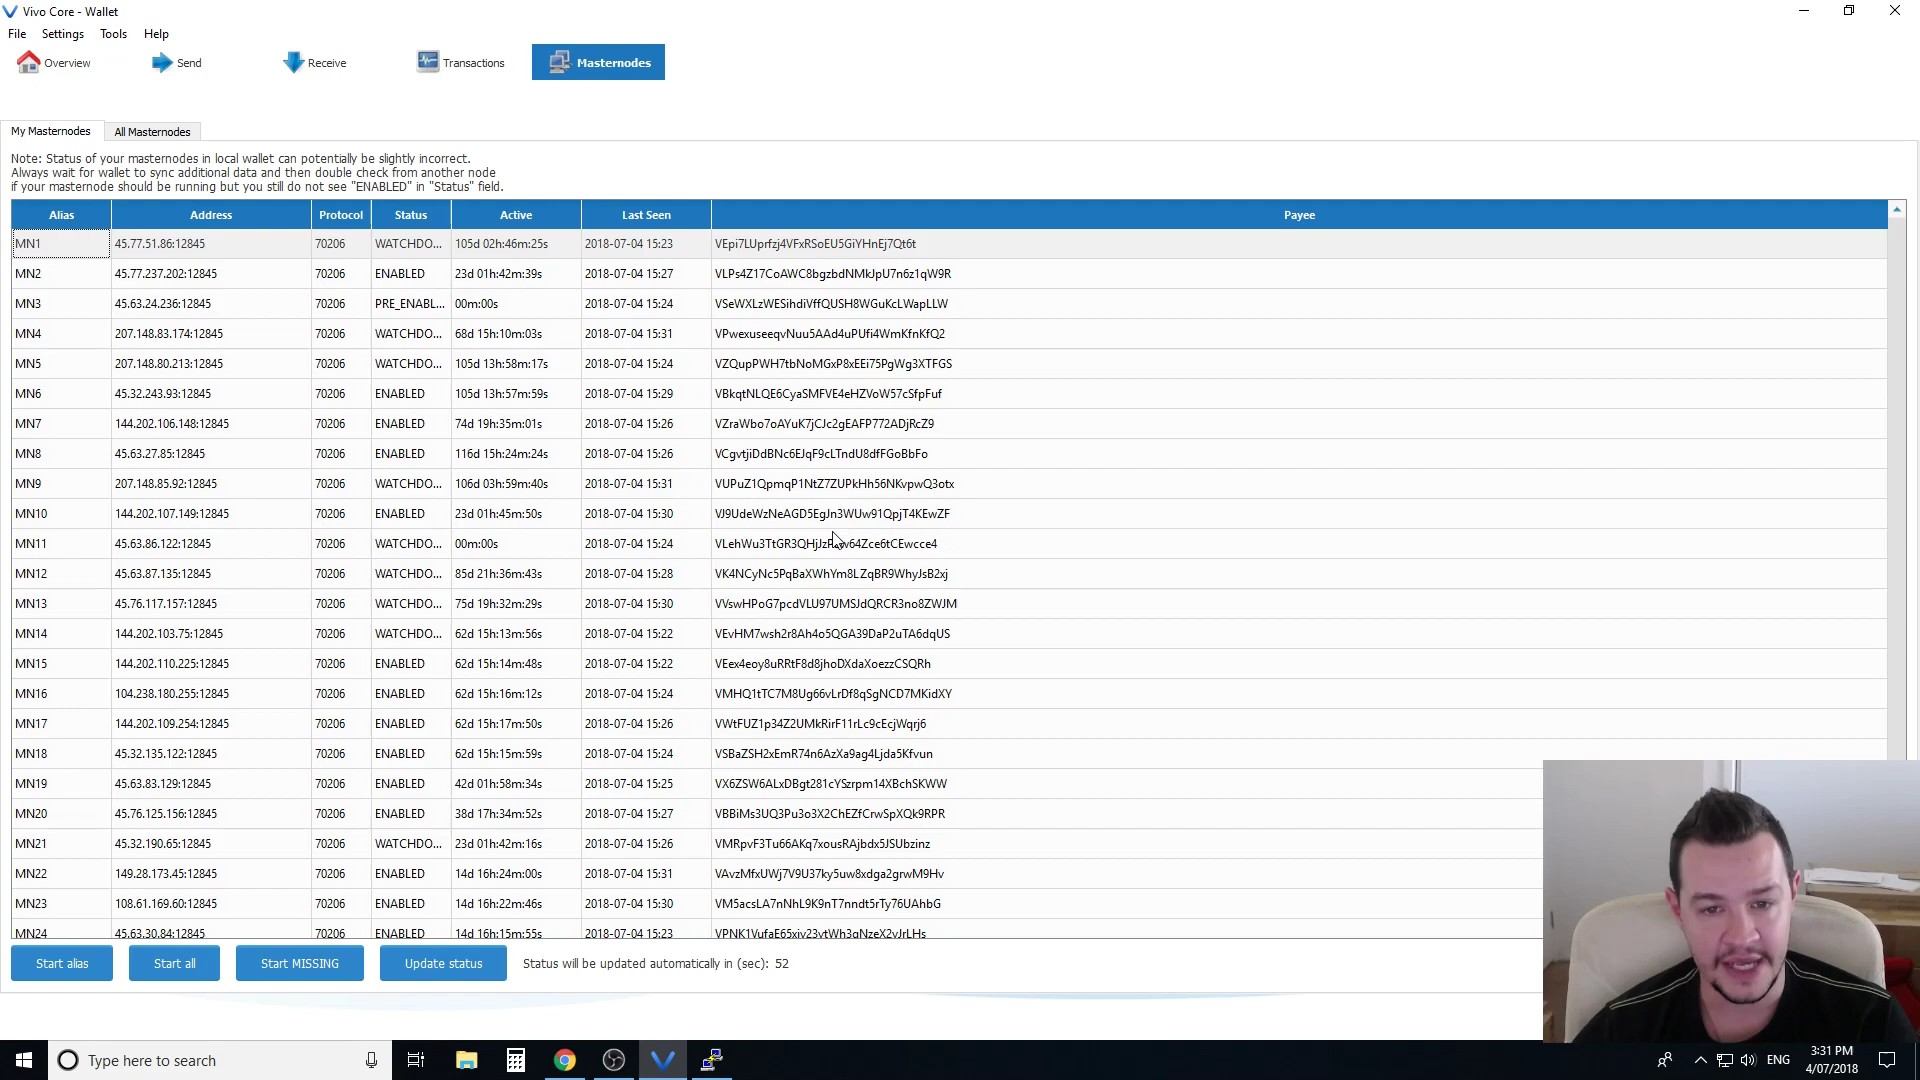 Vivo Core - Wallet
File Settings Tools Help
Overview Send Receive Transactions Masternodes
My Masternodes All Masternodes
Note: Status of your masternodes in local wallet can potentially be slightly incorrect.
Always wait for wallet to sync additional data and then double check from another node
if your masternode should be running but you still do not see "ENABLED" in "Status" field.
Alias Address Protocol Status Active Last Seen Payee
MN1 45.77.51.86:12845 70206 WATCHDO... 105d 02h:46m:25s 2018-07-04 15:23 VEpi7LUprfzj4VFxRSoEU5GiYHnEj7Qt6t
MN2 45.77.237.202:12845 70206 ENABLED 23d 01h:42m:39s 2018-07-04 15:27 VLPs4Z17CoAWC8bgzbdNMkJpU7n6z1qW9R
MN3 45.63.24.236:12845 70206 PRE_ENABL... 00m:00s 2018-07-04 15:24 VSeWXLzWESihdiVffQUSH8WGuKcLWapLLW
MN4 207.148.83.174:12845 70206 WATCHDO... 68d 15h:10m:03s 2018-07-04 15:31 VPwexuseeqvNuu5AAd4uPUfi4WmKfnKfQ2
MN5 207.148.80.213:12845 70206 WATCHDO... 105d 13h:58m:17s 2018-07-04 15:24 VZQupPWH7tbNoMGxP8xEEi75PgWg3XTFGS
MN6 45.32.243.93:12845 70206 ENABLED 105d 13h:57m:59s 2018-07-04 15:29 VBkqtNLQE6CyaSMFVE4eHZVoW57cSfpFuf
MN7 144.202.106.148:12845 70206 ENABLED 74d 19h:35m:01s 2018-07-04 15:26 VZraWbo7oAYuK7jCJc2gEAFP772ADjRcZ9
MN8 45.63.27.85:12845 70206 ENABLED 116d 15h:24m:24s 2018-07-04 15:26 VCgvtjiDdBNc6EJqF9cLTndU8dfFGoBbFo
MN9 207.148.85.92:12845 70206 WATCHDO... 106d 03h:59m:40s 2018-07-04 15:31 VUPuZ1QpmqP1NtZ7ZUPkHh56NKvpwQ3otx
MN10 144.202.107.149:12845 70206 ENABLED 23d 01h:45m:50s 2018-07-04 15:30 VJ9UdeWzNeAGD5EgJn3WUw91QpjT4KEwZF
MN11 45.63.86.122:12845 70206 WATCHDO... 00m:00s 2018-07-04 15:24
MN12 45.63.87.135:12845 70206 WATCHDO... 85d 21h:36m:43s 2018-07-04 15:28 VK4NCyNc5PqBaXWhYm8LZqBR9WhyJsB2xj
MN13 45.76.117.157:12845 70206 WATCHDO... 75d 19h:32m:29s 2018-07-04 15:30 VVswHPoG7pcdVLU97UMSJdQRCR3no8ZWJM
MN14 144.202.103.75:12845 70206 WATCHDO... 62d 15h:13m:56s 2018-07-04 15:22 VEvHM7wsh2r8Ah4o5QGA39DaP2uTA6dqUS
MN15 144.202.110.225:12845 70206 ENABLED 62d 15h:14m:48s 2018-07-04 15:22 VEex4eoy8uRRtF8d8jhoDXdaXoezzCSQRh
MN16 104.238.180.255:12845 70206 ENABLED 62d 15h:16m:12s 2018-07-04 15:24 VMHQ1tTC7M8Ug66vLrDf8qSgNCD7MKidXY
MN17 144.202.109.254:12845 70206 ENABLED 62d 15h:17m:50s 2018-07-04 15:26 VWtFUZ1p34Z2UMkRirF11rLc9cEcjWqrj6
MN18 45.32.135.122:12845 70206 ENABLED 62d 15h:15m:59s 2018-07-04 15:24 VSBaZSH2xEmR74n6AzXa9ag4Ljda5Kfvun
MN19 45.63.83.129:12845 70206 ENABLED 42d 01h:58m:34s 2018-07-04 15:25 VX6ZSW6ALxDBgt281cYSzrpm14XBchSKWW
MN20 45.76.125.156:12845 70206 ENABLED 38d 17h:34m:52s 2018-07-04 15:27 VBBiMs3UQ3Pu3o3X2ChEZfCrwSpXQk9RPR
MN21 45.32.190.65:12845 70206 WATCHDO... 23d 01h:42m:16s 2018-07-04 15:26 VMRpvF3Tu66AKq7xousRAjbdx5JSUbzinz
MN22 149.28.173.45:12845 70206 ENABLED 14d 16h:24m:00s 2018-07-04 15:31 VAvzMfxUWj7V9U37ky5uw8xdga2grwM9Hv
MN23 108.61.169.60:12845 70206 ENABLED 14d 16h:22m:46s 2018-07-04 15:30 VM5acsLA7nNhL9K9nT7nndt5rTy76UAhbG
MN24 45.63.30.84:12845 70206 ENABLED 14d 16h:15m:55s 2018-07-04 15:23
Start alias Start all Start MISSING Update status Status will be updated automatically in (sec): 52
Type here to search ENG 3:31 PM
4/07/2018